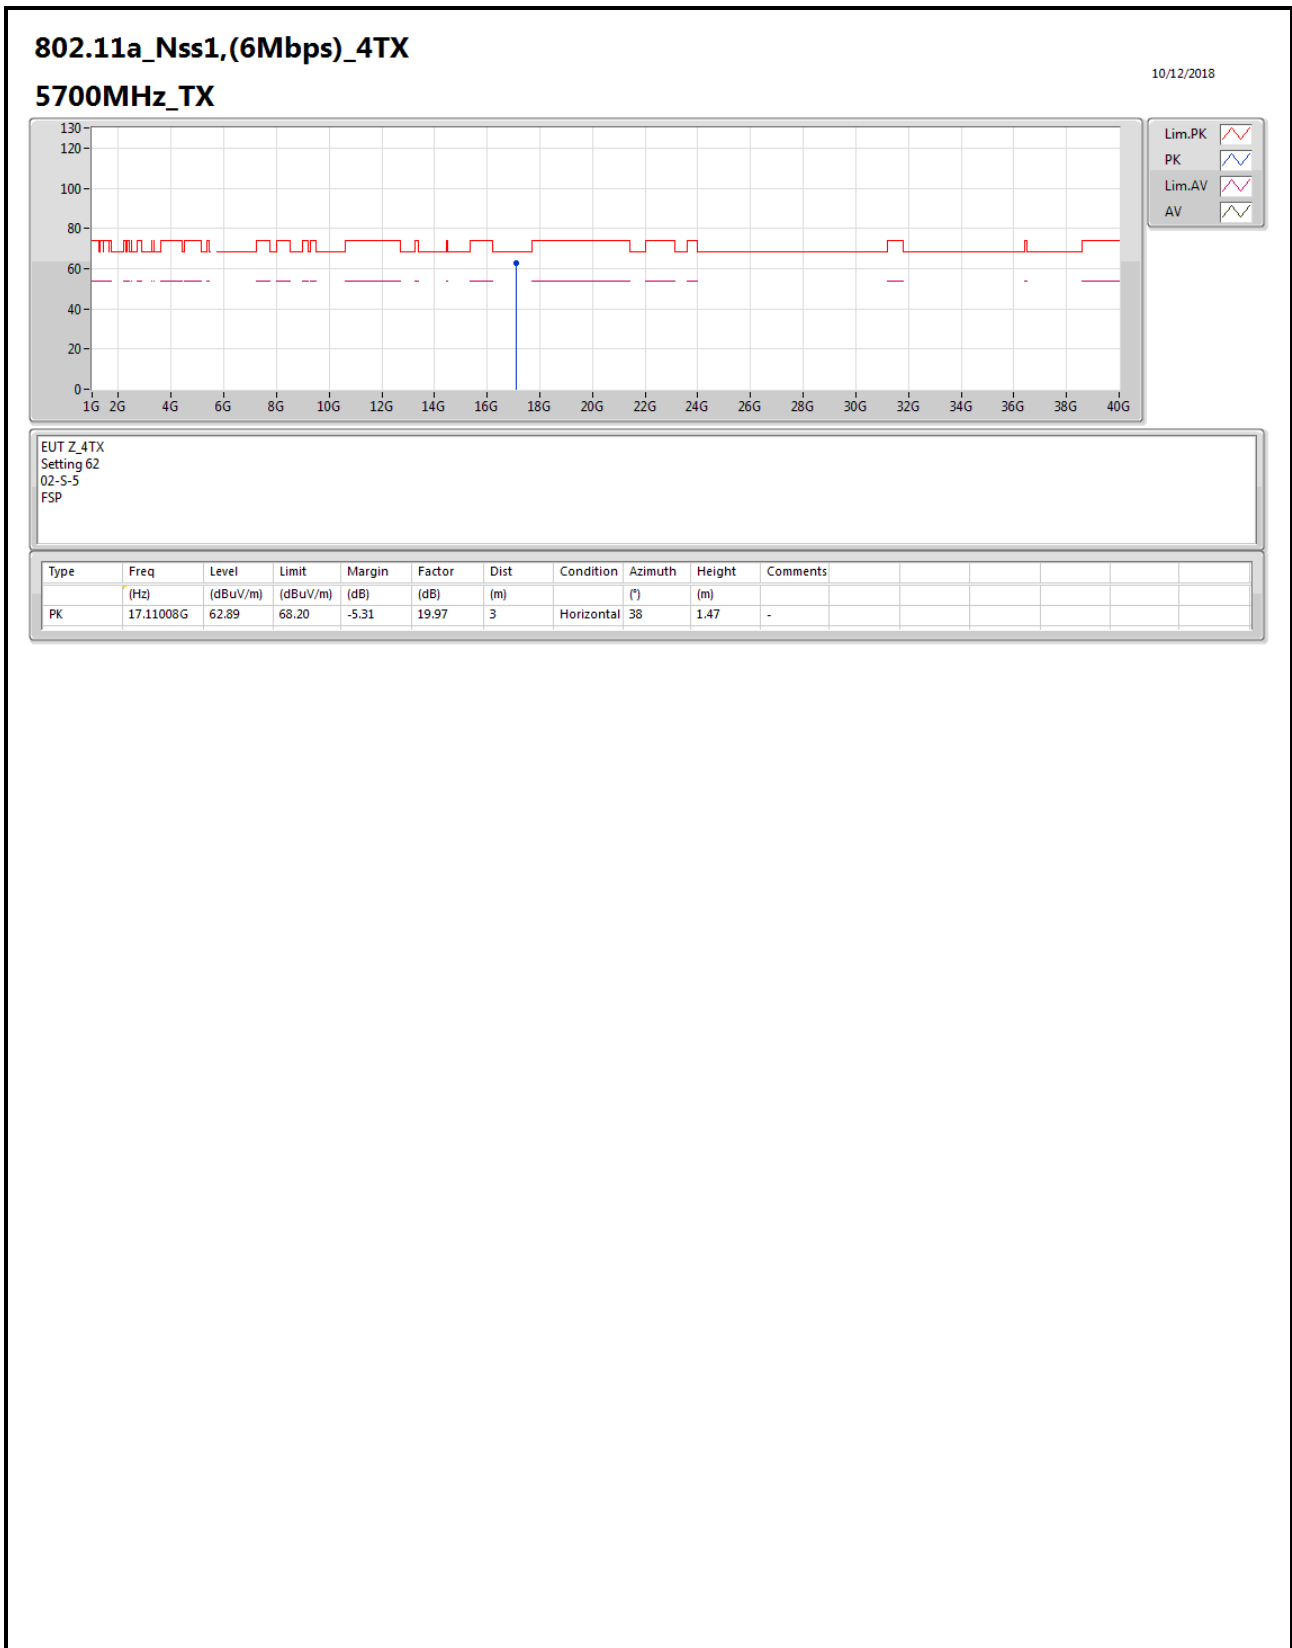 802.11a_Nss1,(6Mbps)_4TX
10/12/2018
5700MHz_TX
130
120
100
80
60
40
20
0
1G 2G 4G 6G 8G 10G 12G 14G 16G 18G 20G 22G 24G 26G 28G 30G 32G 34G 36G 38G 40G
Lim.PK
PK
Lim.AV
AV
EUT Z_4TX
Setting 62
02-S-5
FSP
Type Freq Level Limit Margin Factor Dist Condition Azimuth Height Comments
(Hz) (dBuV/m) (dBuV/m) (dB) (dB) (m) (°) (m)
PK 17.11008G 62.89 68.20 -5.31 19.97 3 Horizontal 38 1.47 -